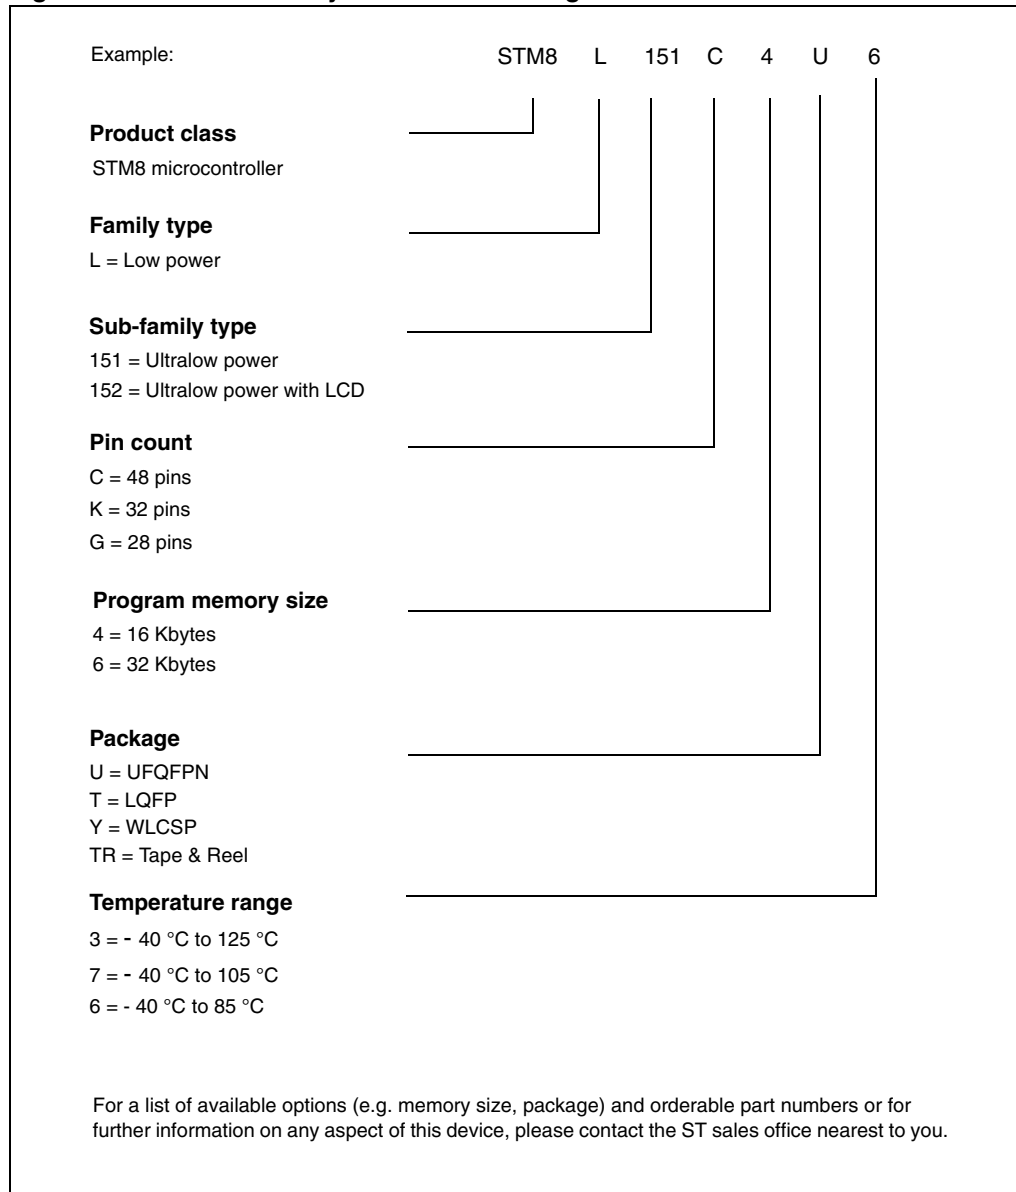 Example: STM8 L 151 C 4 U 6
Product class
STM8 microcontroller
Family type
L = Low power
Sub-family type
151 = Ultralow power
152 = Ultralow power with LCD
Pin count
C = 48 pins
K = 32 pins
G = 28 pins
Program memory size
4 = 16 Kbytes
6 = 32 Kbytes
Package
U = UFQFPN
T = LQFP
Y = WLCSP
TR = Tape & Reel
Temperature range
3 = - 40 °C to 125 °C
7 = - 40 °C to 105 °C
6 = - 40 °C to 85 °C
For a list of available options (e.g. memory size, package) and orderable part numbers or for
further information on any aspect of this device, please contact the ST sales office nearest to you.